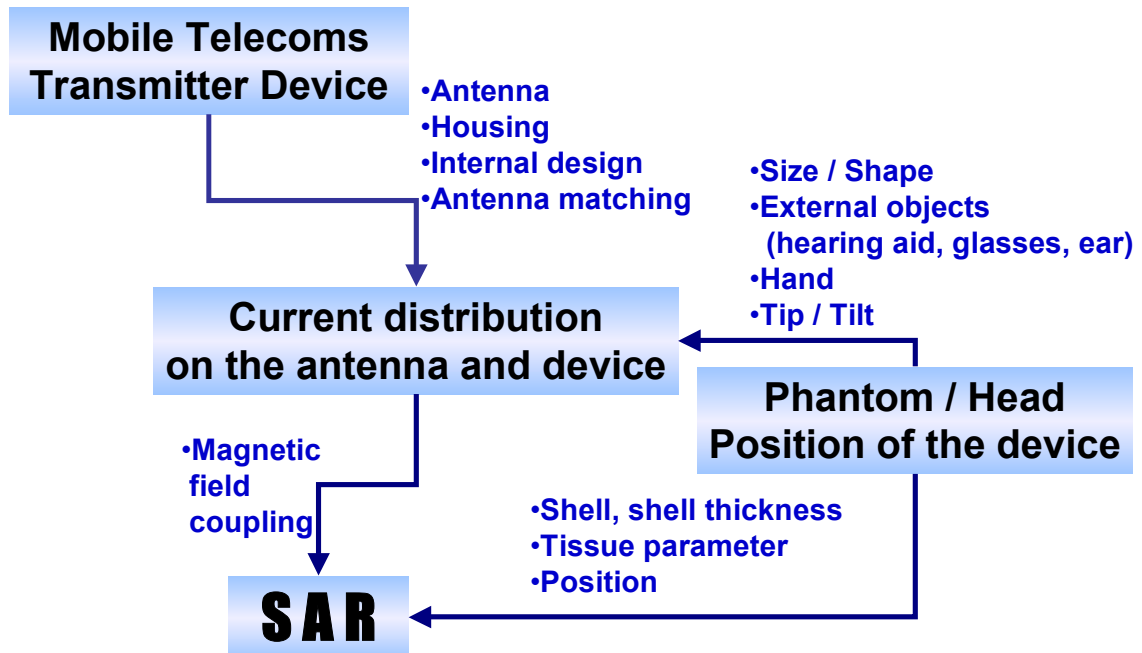 Mobile Telecoms
Transmitter Device
•Antenna
•Housing
•Internal design
•Antenna matching
•Size / Shape
•External objects
(hearing aid, glasses, ear)
•Hand
•Tip / Tilt
Current distribution
on the antenna and device
Phantom / Head
Position of the device
•Magnetic
field
coupling
•Shell, shell thickness
•Tissue parameter
•Position
SAR